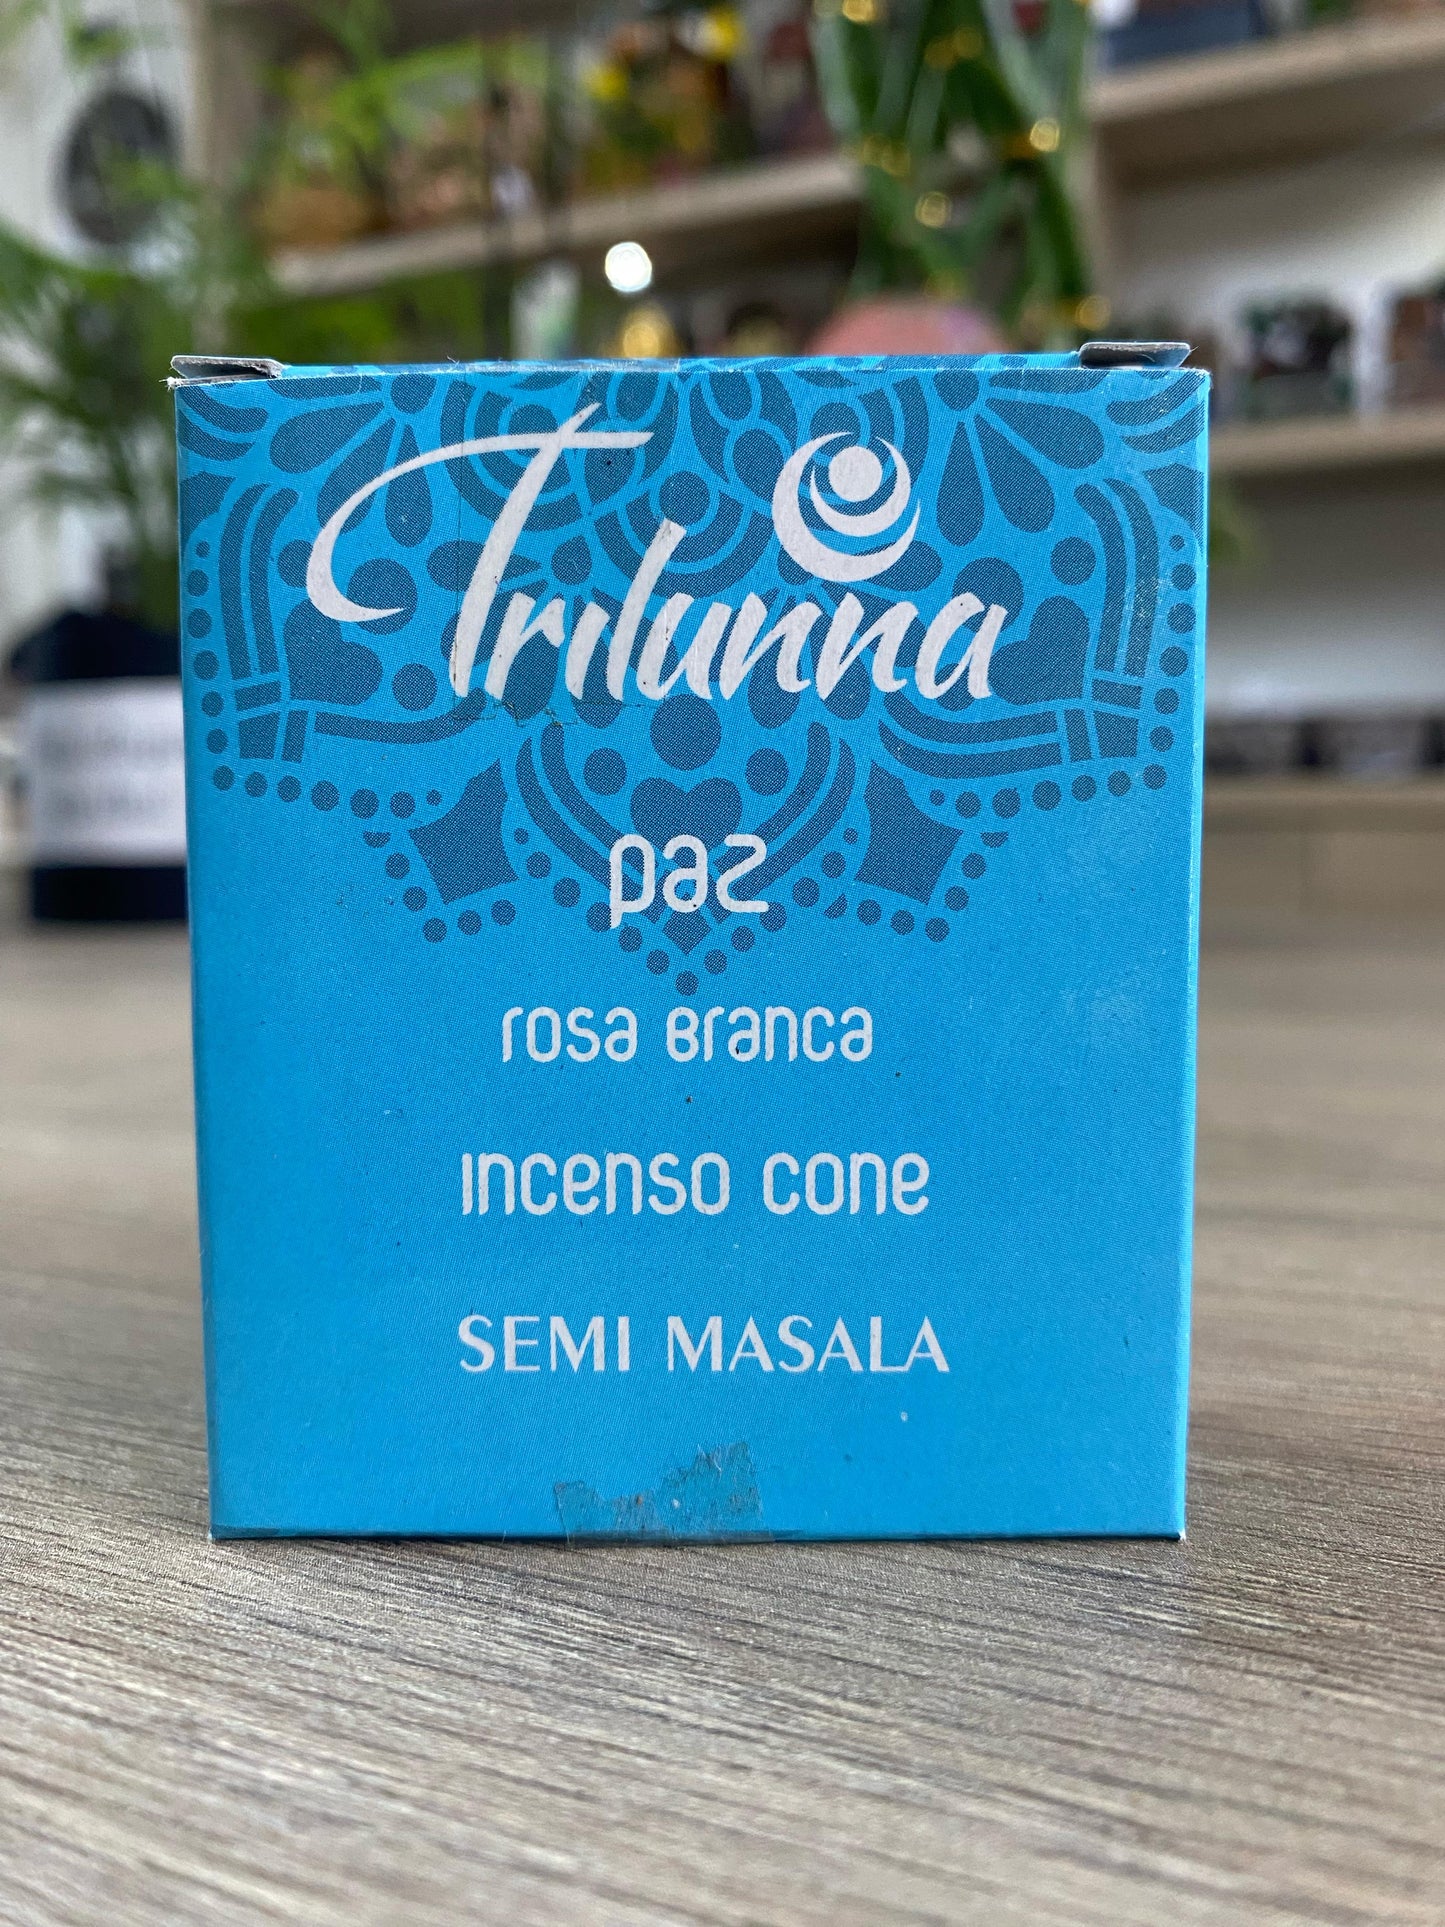 Trilunna
paz
rosa branca
incenso cone
SEMI MASALA